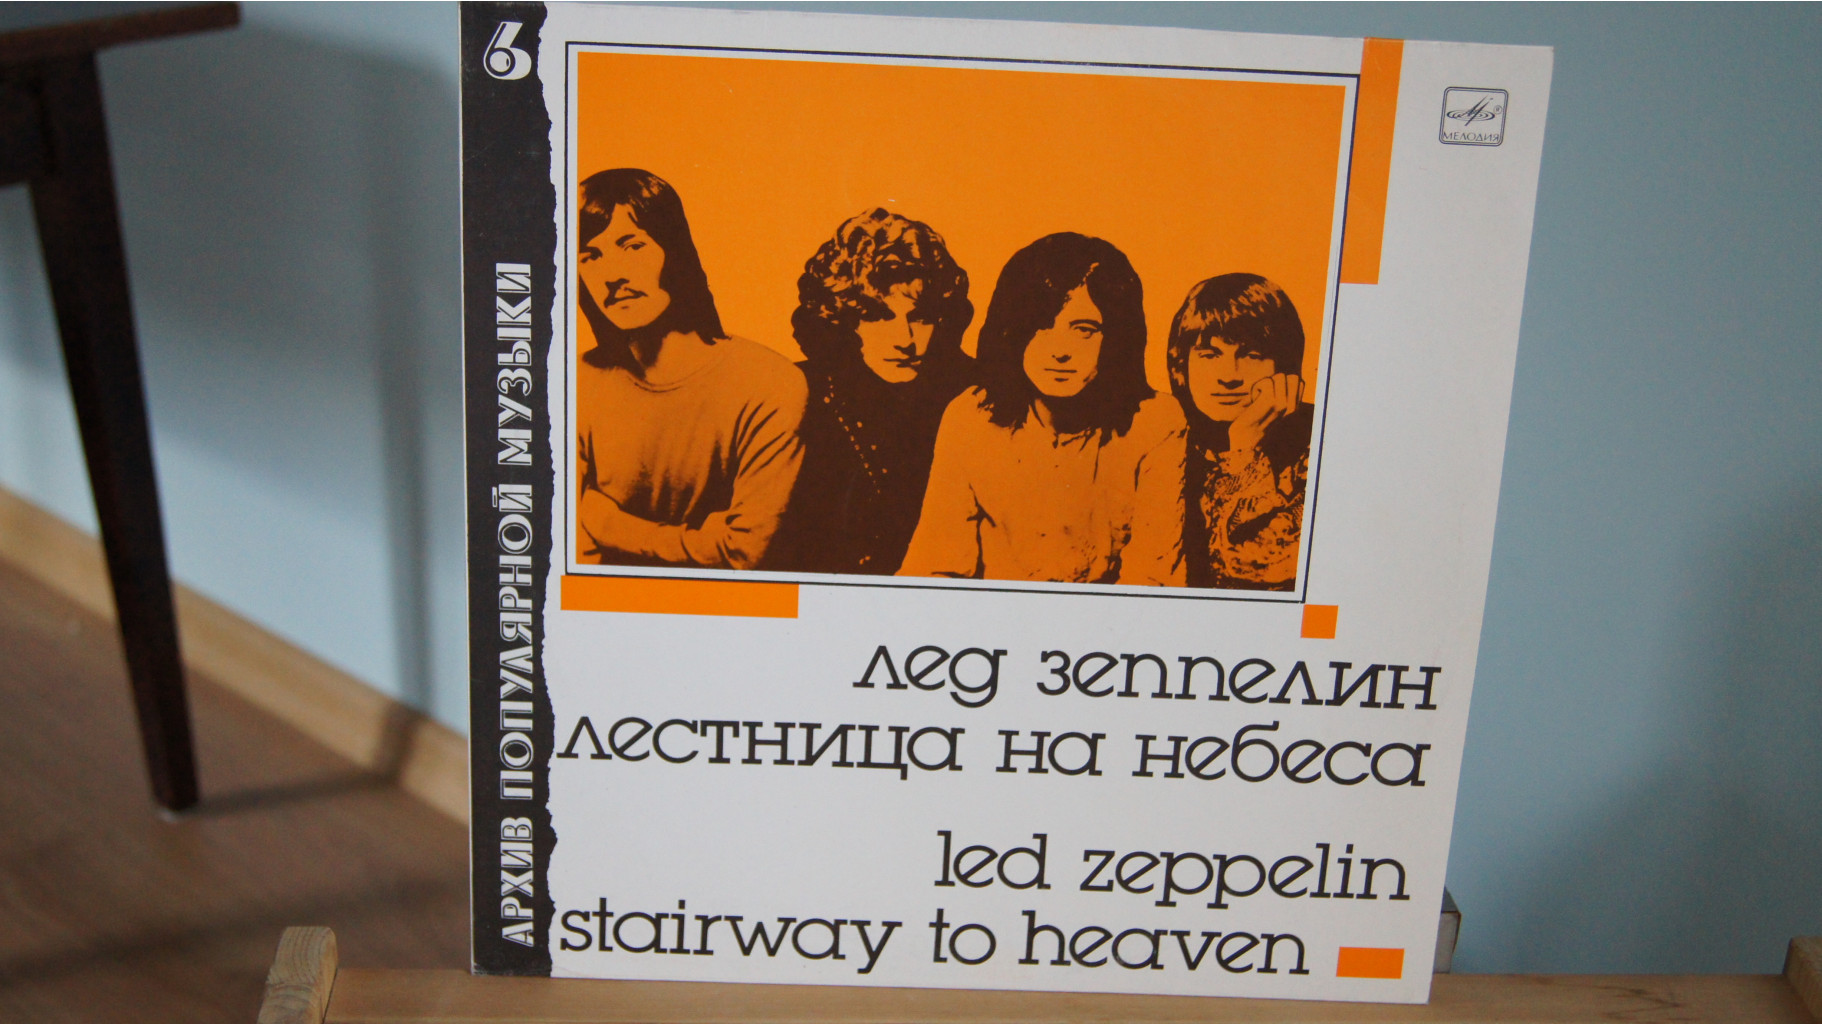 6
АРХИВ ПОПУЛЯРНОЙ МУЗЫКИ
МЕЛОДИЯ
лед зеппелин
лестница на небеса
led zeppelin
stairway to heaven